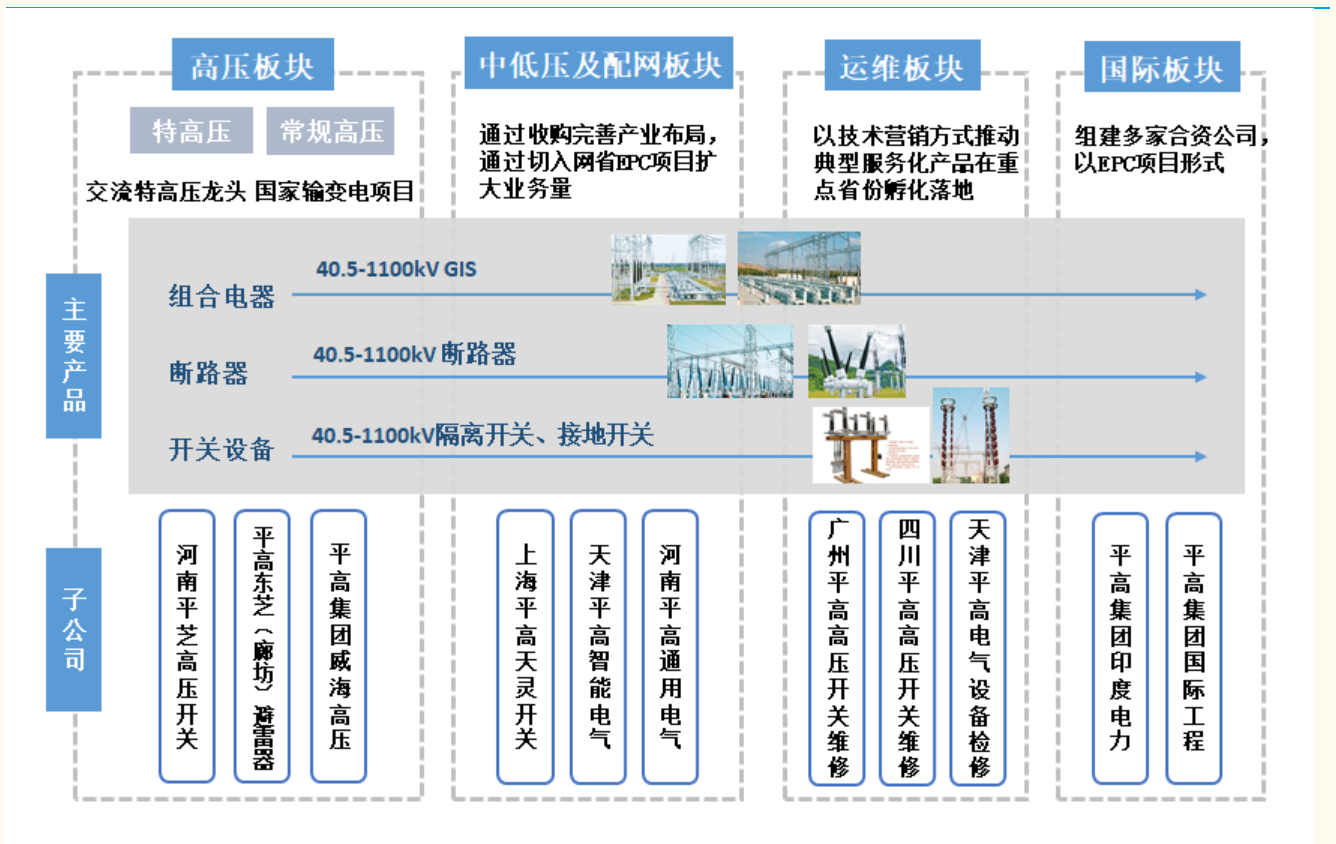 高压板块
中低压及配网板块
运维板块
国际板块
特高压
常规高压
交流特高压龙头 国家输变电项目
通过收购完善产业布局，
通过切入网省EPC项目扩
大业务量
以技术营销方式推动
典型服务化产品在重
点省份孵化落地
组建多家合资公司，
以EPC项目形式
主要产品
组合电器
40.5-1100kV GIS
断路器
40.5-1100kV 断路器
开关设备
40.5-1100kV隔离开关、接地开关
子公司
河南平芝高压开关
平高东芝（廊坊）避雷器
平高集团威海高压
上海平高天灵开关
天津平高智能电气
河南平高通用电气
广州平高高压开关维修
四川平高高压开关维修
天津平高电气设备检修
平高集团印度电力
平高集团国际工程